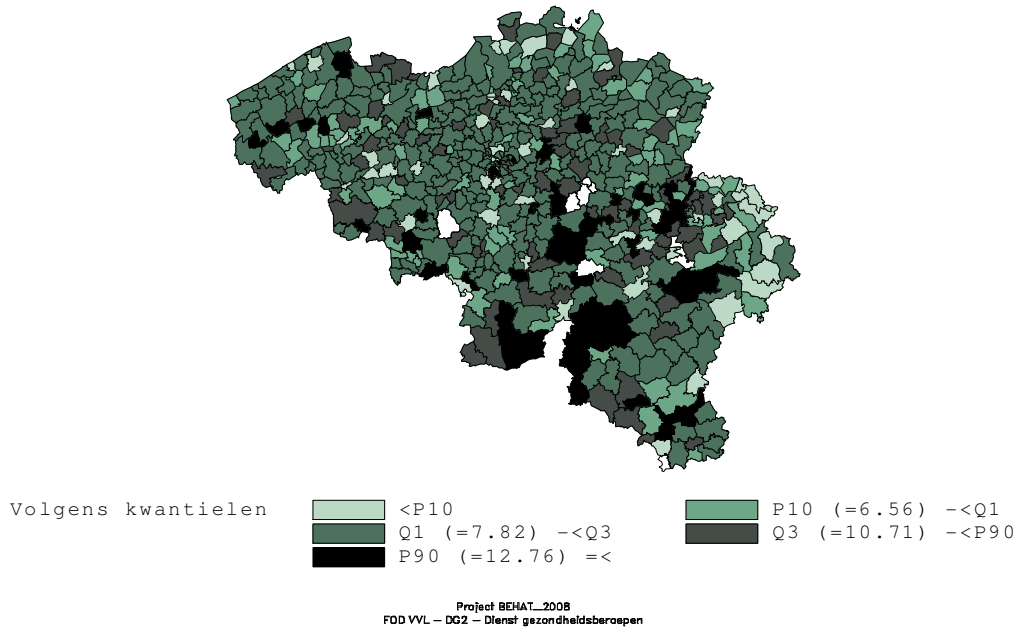 Volgens kwantielen <P10 P10 (=6.56) -<Q1
Q1 (=7.82) -<Q3 Q3 (=10.71) -<P90
P90 (=12.76) =<
Project BEHAT_2008
FOD VVL - DG2 - Dienst gezondheidsberoepen